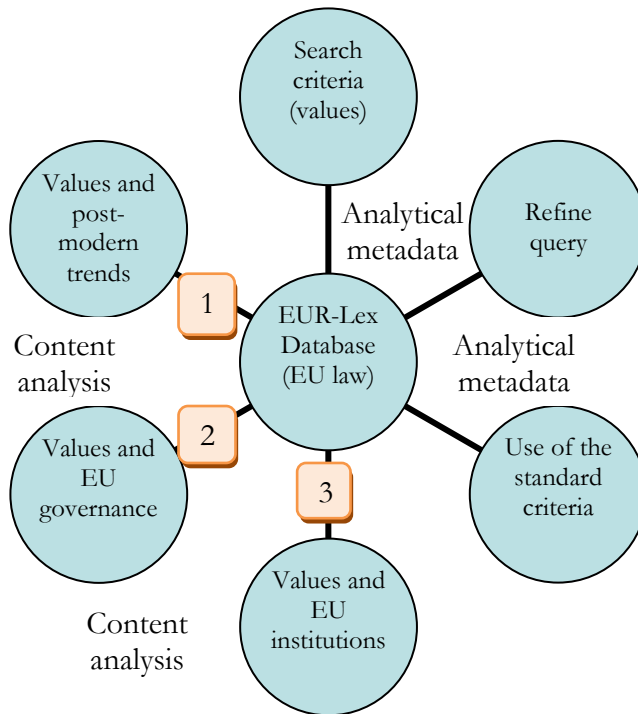 Search
criteria
(values)
Values and
post-
modern
trends
Analytical
metadata
Refine
query
1
EUR-Lex
Database
(EU law)
Content
analysis
Analytical
metadata
2
Values and
EU
governance
3
Use of the
standard
criteria
Values and
EU
institutions
Content
analysis